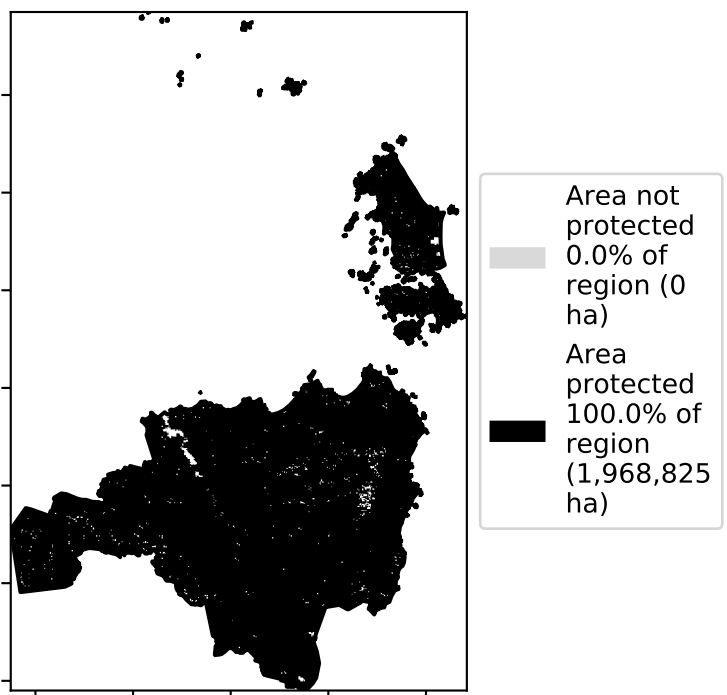 Area not
protected
0.0% of
region (0
ha)
Area
protected
100.0% of
region
(1,968,825
ha)